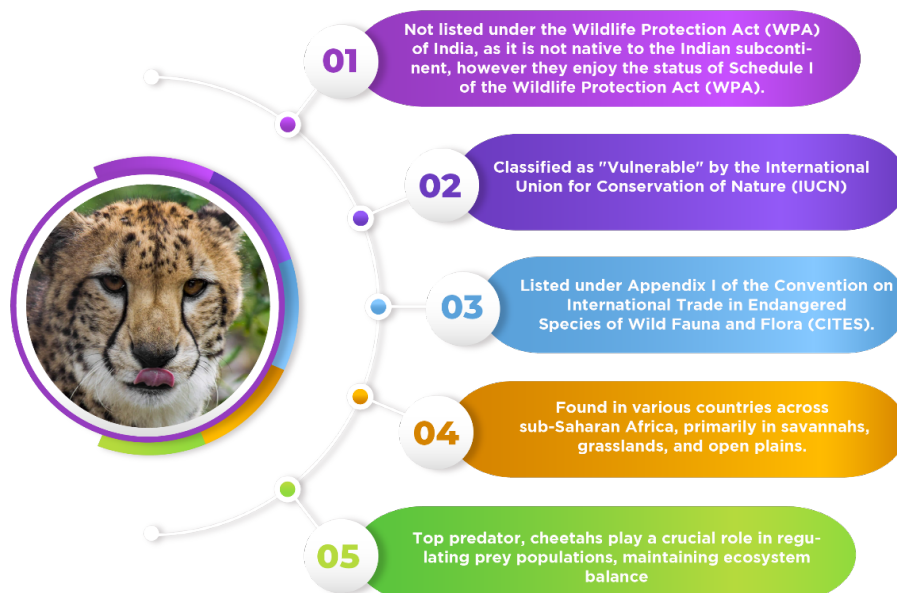 01
Not listed under the Wildlife Protection Act (WPA)
of India, as it is not native to the Indian subconti-
nent, however they enjoy the status of Schedule I
of the Wildlife Protection Act (WPA).
02
Classified as "Vulnerable" by the International
Union for Conservation of Nature (IUCN)
03
Listed under Appendix I of the Convention on
International Trade in Endangered
Species of Wild Fauna and Flora (CITES).
04
Found in various countries across
sub-Saharan Africa, primarily in savannahs,
grasslands, and open plains.
05
Top predator, cheetahs play a crucial role in regu-
lating prey populations, maintaining ecosystem
balance